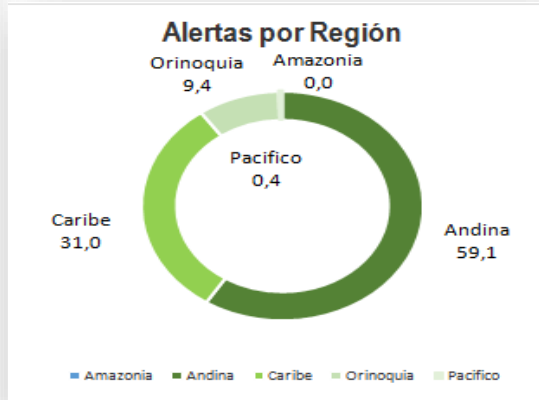 Alertas por Región
Orinoquia
9,4
Amazonia
0,0
Pacifico
0,4
Caribe
31,0
Andina
59,1
Amazonia Andina Caribe Orinoquia Pacifico